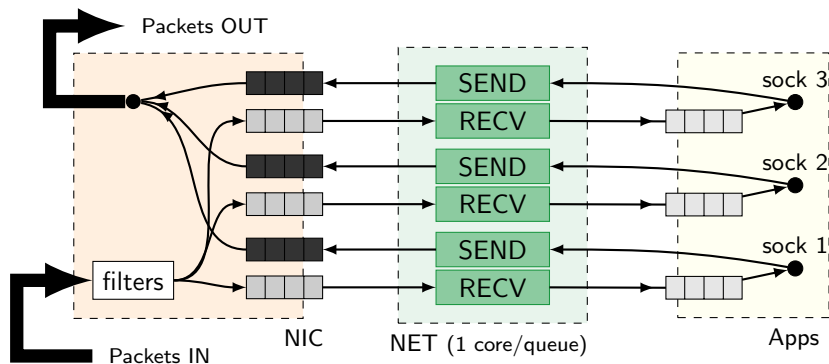 Packets OUT
SEND
RECV
sock 3
SEND
RECV
sock 2
SEND
RECV
sock 1
filters
Packets IN
NIC
NET (1 core/queue)
Apps